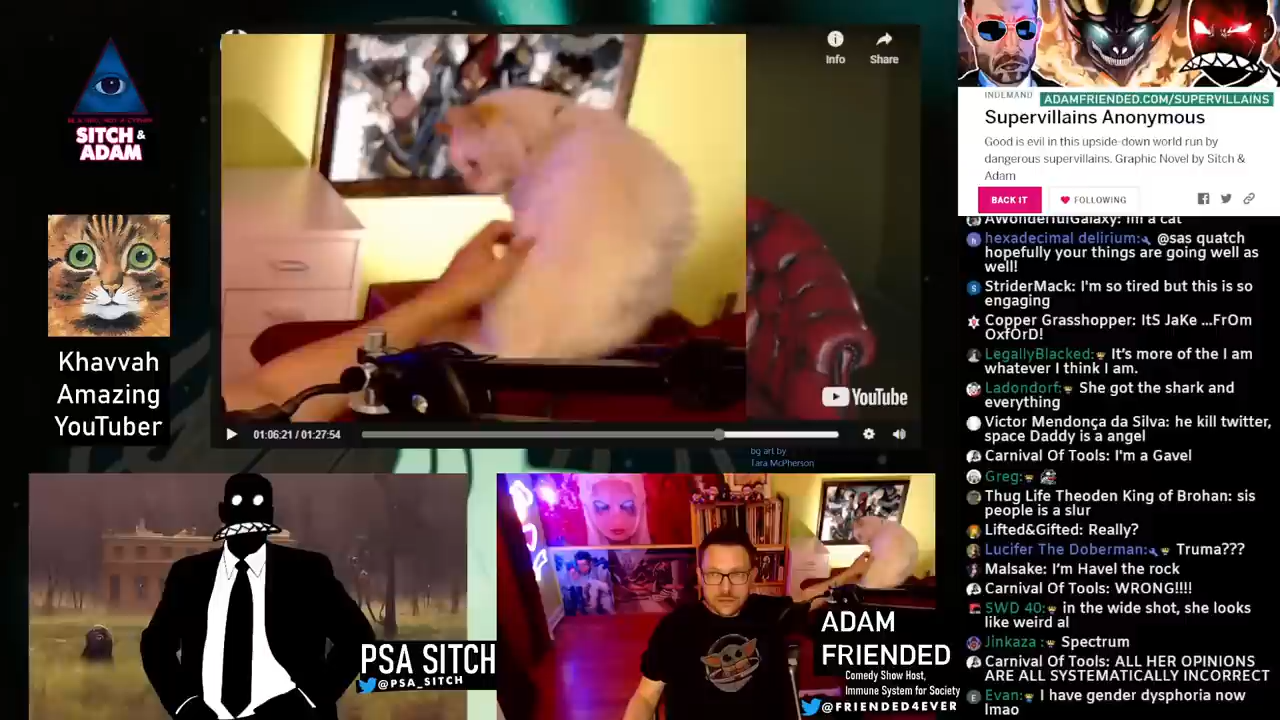 SITCH &
ADAM
Khavvah
Amazing
YouTuber
Info
Share
YouTube
01:06:21 / 01:27:54
bg art by
Tara McPherson
PSA SITCH
@PSA_SITCH
ADAM
FRIENDED
Comedy Show Host,
Immune System for Society
@FRIENDED4EVER
INDEMAND
ADAMFRIENDED.COM/SUPERVILLAINS
Supervillains Anonymous
Good is evil in this upside-down world run by
dangerous supervillains. Graphic Novel by Sitch &
Adam
BACK IT
FOLLOWING
AWonderfulGalaxy: im a cat
hexadecimal delirium: @sas quatch
hopefully your things are going well as
well!
StriderMack: I'm so tired but this is so
engaging
Copper Grasshopper: ItS JaKe ...FrOm
OxfOrD!
LegallyBlacked: It's more of the I am
whatever I think I am.
Ladondorf: She got the shark and
everything
Victor Mendonça da Silva: he kill twitter,
space Daddy is a angel
Carnival Of Tools: I'm a Gavel
Greg:
Thug Life Theoden King of Brohan: sis
people is a slur
Lifted&Gifted: Really?
Lucifer The Doberman: Truma???
Malsake: I'm Havel the rock
Carnival Of Tools: WRONG!!!!
SWD 40: in the wide shot, she looks
like weird al
Jinkaza: Spectrum
Carnival Of Tools: ALL HER OPINIONS
ARE ALL SYSTEMATICALLY INCORRECT
Evan: I have gender dysphoria now
lmao